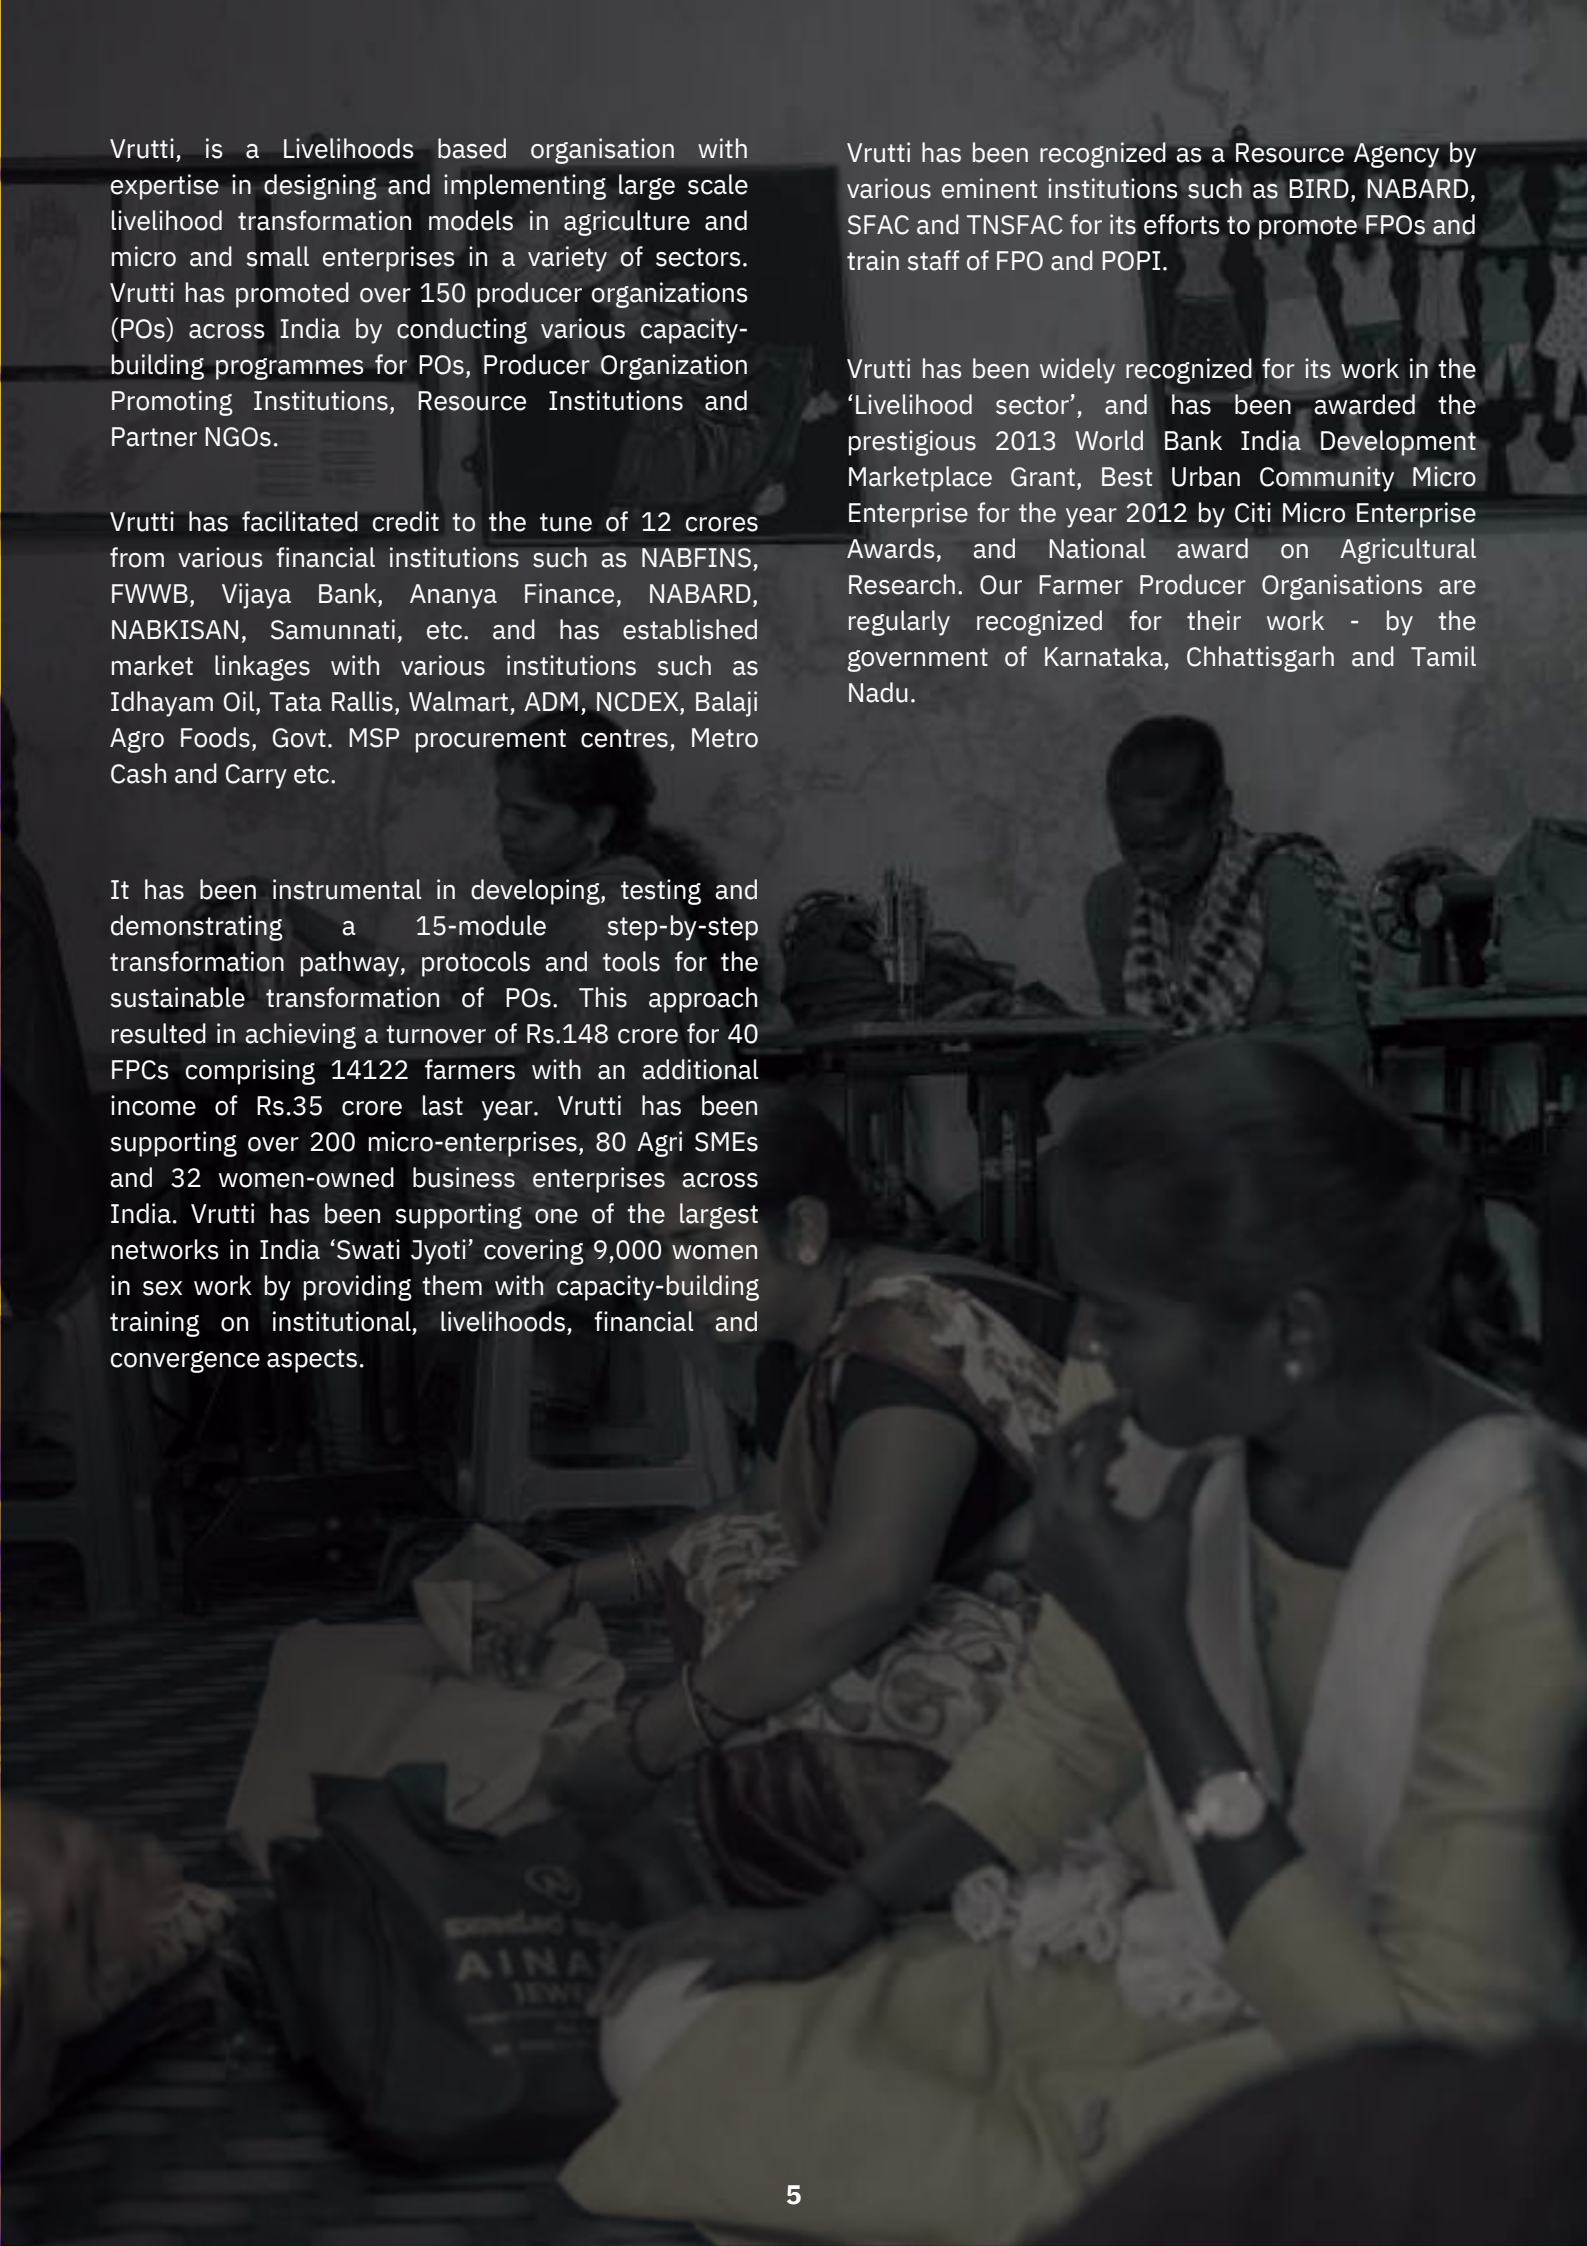 Vrutti, is a Livelihoods based organisation with
expertise in designing and implementing large scale
livelihood transformation models in agriculture and
micro and small enterprises in a variety of sectors.
Vrutti has promoted over 150 producer organizations
(POs) across India by conducting various capacity-
building programmes for POs, Producer Organization
Promoting Institutions, Resource Institutions and
Partner NGOs.
Vrutti has facilitated credit to the tune of 12 crores
from various financial institutions such as NABFINS,
FWWB, Vijaya Bank, Ananya Finance, NABARD,
NABKISAN, Samunnati, etc. and has established
market linkages with various institutions such as
Idhayam Oil, Tata Rallis, Walmart, ADM, NCDEX, Balaji
Agro Foods, Govt. MSP procurement centres, Metro
Cash and Carry etc.
It has been instrumental in developing, testing and
demonstrating a 15-module step-by-step
transformation pathway, protocols and tools for the
sustainable transformation of POs. This approach
resulted in achieving a turnover of Rs.148 crore for 40
FPCs comprising 14122 farmers with an additional
income of Rs.35 crore last year. Vrutti has been
supporting over 200 micro-enterprises, 80 Agri SMEs
and 32 women-owned business enterprises across
India. Vrutti has been supporting one of the largest
networks in India ‘Swati Jyoti’ covering 9,000 women
in sex work by providing them with capacity-building
training on institutional, livelihoods, financial and
convergence aspects.
Vrutti has been recognized as a Resource Agency by
various eminent institutions such as BIRD, NABARD,
SFAC and TNSFAC for its efforts to promote FPOs and
train staff of FPO and POPI.
Vrutti has been widely recognized for its work in the
‘Livelihood sector’, and has been awarded the
prestigious 2013 World Bank India Development
Marketplace Grant, Best Urban Community Micro
Enterprise for the year 2012 by Citi Micro Enterprise
Awards, and National award on Agricultural
Research. Our Farmer Producer Organisations are
regularly recognized for their work - by the
government of Karnataka, Chhattisgarh and Tamil
Nadu.
AINA
JEW
5